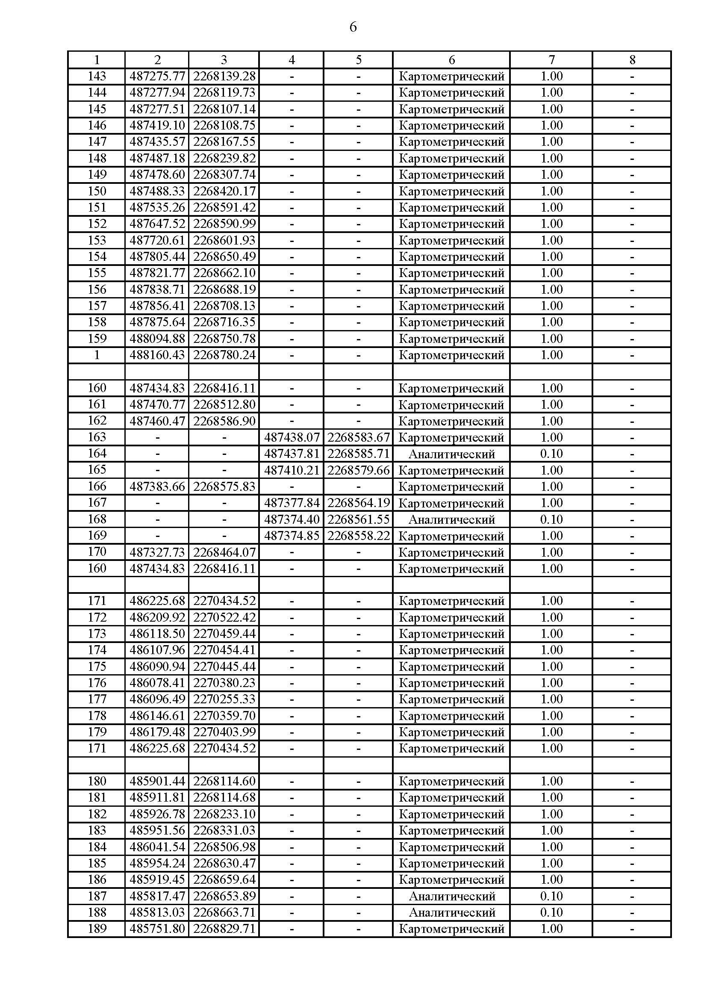 6
1 2 3 4 5 6 7 8
143 487275.77 2268139.28 - - Картометрический 1.00 -
144 487277.94 2268119.73 - - Картометрический 1.00 -
145 487277.51 2268107.14 - - Картометрический 1.00 -
146 487419.10 2268108.75 - - Картометрический 1.00 -
147 487435.57 2268167.55 - - Картометрический 1.00 -
148 487487.18 2268239.82 - - Картометрический 1.00 -
149 487478.60 2268307.74 - - Картометрический 1.00 -
150 487488.33 2268420.17 - - Картометрический 1.00 -
151 487535.26 2268591.42 - - Картометрический 1.00 -
152 487647.52 2268590.99 - - Картометрический 1.00 -
153 487720.61 2268601.93 - - Картометрический 1.00 -
154 487805.44 2268650.49 - - Картометрический 1.00 -
155 487821.77 2268662.10 - - Картометрический 1.00 -
156 487838.71 2268688.19 - - Картометрический 1.00 -
157 487856.41 2268708.13 - - Картометрический 1.00 -
158 487875.64 2268716.35 - - Картометрический 1.00 -
159 488094.88 2268750.78 - - Картометрический 1.00 -
1 488160.43 2268780.24 - - Картометрический 1.00 -
160 487434.83 2268416.11 - - Картометрический 1.00 -
161 487470.77 2268512.80 - - Картометрический 1.00 -
162 487460.47 2268586.90 - - Картометрический 1.00 -
163 - - 487438.07 2268583.67 Картометрический 1.00 -
164 - - 487437.81 2268585.71 Аналитический 0.10 -
165 - - 487410.21 2268579.66 Картометрический 1.00 -
166 487383.66 2268575.83 - - Картометрический 1.00 -
167 - - 487377.84 2268564.19 Картометрический 1.00 -
168 - - 487374.40 2268561.55 Аналитический 0.10 -
169 - - 487374.85 2268558.22 Картометрический 1.00 -
170 487327.73 2268464.07 - - Картометрический 1.00 -
160 487434.83 2268416.11 - - Картометрический 1.00 -
171 486225.68 2270434.52 - - Картометрический 1.00 -
172 486209.92 2270522.42 - - Картометрический 1.00 -
173 486118.50 2270459.44 - - Картометрический 1.00 -
174 486107.96 2270454.41 - - Картометрический 1.00 -
175 486090.94 2270445.44 - - Картометрический 1.00 -
176 486078.41 2270380.23 - - Картометрический 1.00 -
177 486096.49 2270255.33 - - Картометрический 1.00 -
178 486146.61 2270359.70 - - Картометрический 1.00 -
179 486179.48 2270403.99 - - Картометрический 1.00 -
171 486225.68 2270434.52 - - Картометрический 1.00 -
180 485901.44 2268114.60 - - Картометрический 1.00 -
181 485911.81 2268114.68 - - Картометрический 1.00 -
182 485926.78 2268233.10 - - Картометрический 1.00 -
183 485951.56 2268331.03 - - Картометрический 1.00 -
184 486041.54 2268506.98 - - Картометрический 1.00 -
185 485954.24 2268630.47 - - Картометрический 1.00 -
186 485919.45 2268659.64 - - Картометрический 1.00 -
187 485817.47 2268653.89 - - Аналитический 0.10 -
188 485813.03 2268663.71 - - Аналитический 0.10 -
189 485751.80 2268829.71 - - Картометрический 1.00 -